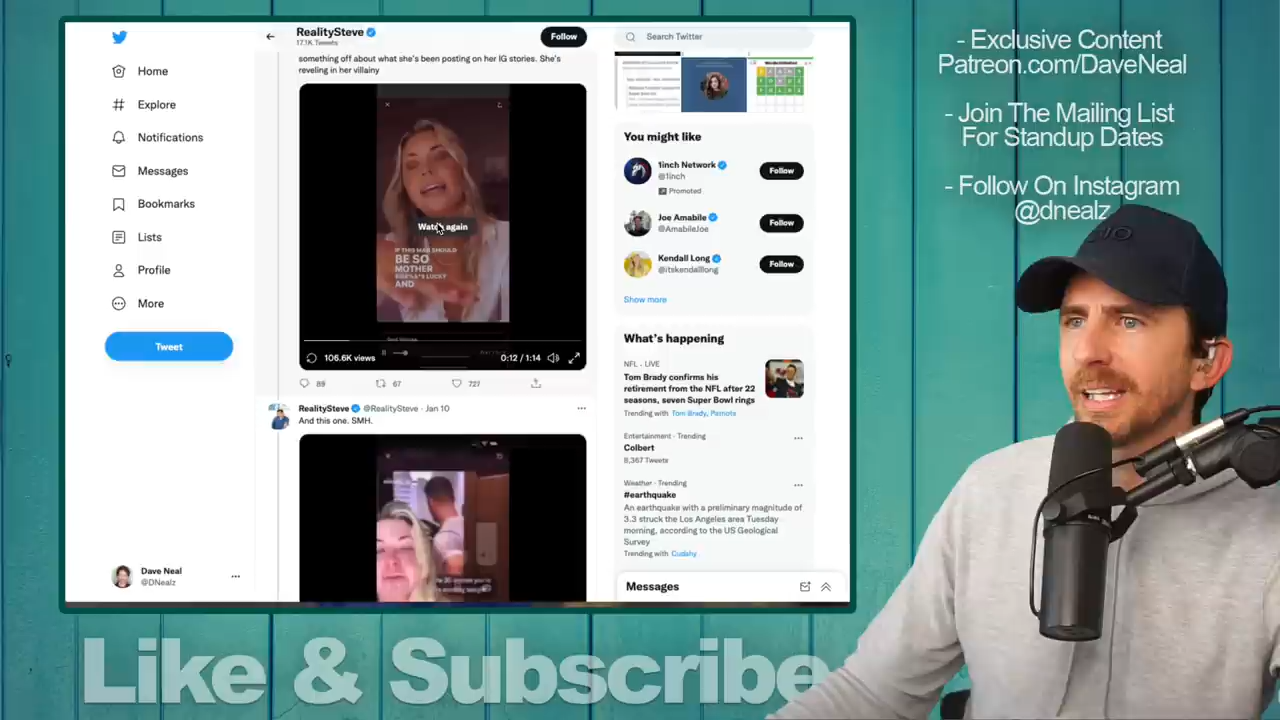 RealitySteve
17.1K Tweets
Follow
something off about what she's been posting on her IG stories. She's
reveling in her villainy
Watch again
IF THIS MAB SHOULD
BE SO
MOTHER
LUCKY
AND
106.6K views
0:12 / 1:14
89
67
727
RealitySteve @RealitySteve · Jan 10
And this one. SMH.
Home
Explore
Notifications
Messages
Bookmarks
Lists
Profile
More
Tweet
Dave Neal
@DNealz
Search Twitter
You might like
1inch Network
@1inch
Promoted
Follow
Joe Amabile
@AmabileJoe
Follow
Kendall Long
@itskendalllong
Follow
Show more
What's happening
NFL · LIVE
Tom Brady confirms his
retirement from the NFL after 22
seasons, seven Super Bowl rings
Trending with Tom Brady, Patriots
Entertainment · Trending
Colbert
8,367 Tweets
Weather · Trending
#earthquake
An earthquake with a preliminary magnitude of
3.3 struck the Los Angeles area Tuesday
morning, according to the US Geological
Survey
Trending with Cudahy
Messages
- Exclusive Content
Patreon.com/DaveNeal
- Join The Mailing List
For Standup Dates
- Follow On Instagram
@dnealz
Like & Subscribe